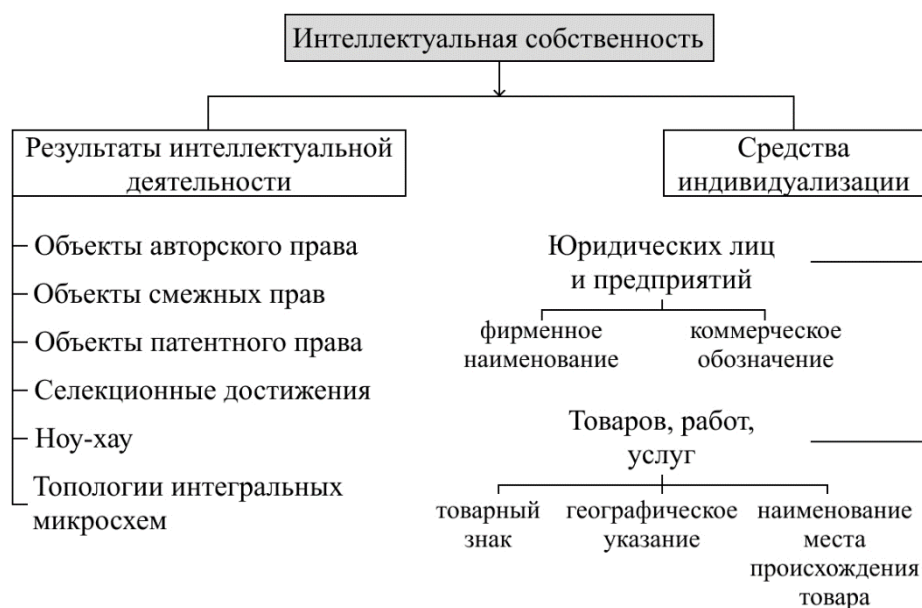 Интеллектуальная собственность
Результаты интеллектуальной
деятельности
Объекты авторского права
Объекты смежных прав
Объекты патентного права
Селекционные достижения
Ноу-хау
Топологии интегральных
микросхем
Средства
индивидуализации
Юридических лиц
и предприятий
фирменное
наименование
коммерческое
обозначение
Товаров, работ,
услуг
товарный
знак
географическое
указание
наименование
места
происхождения
товара